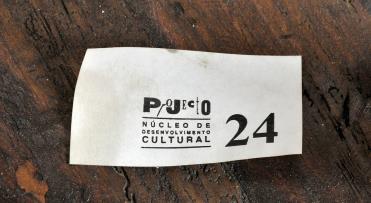 PROJECTO
NÚCLEO DE
DESENVOLVIMENTO
CULTURAL
24